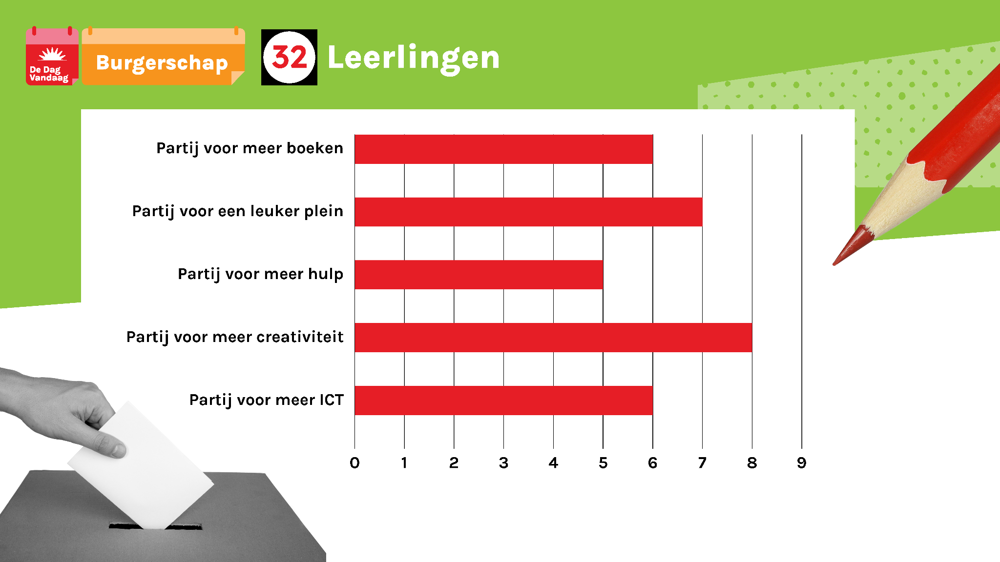 De Dag
Vandaag
Burgerschap
32 Leerlingen
Partij voor meer boeken
Partij voor een leuker plein
Partij voor meer hulp
Partij voor meer creativiteit
Partij voor meer ICT
0 1 2 3 4 5 6 7 8 9